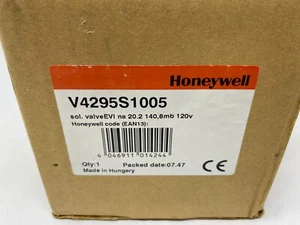 Honeywell
V4295S1005
sol. valveEVI na 20.2 140,8mb 120v
Honeywell code (EAN13):
4 046911 014244 >
CE
Qty:1 Packed date:07.47
Made in Hungary